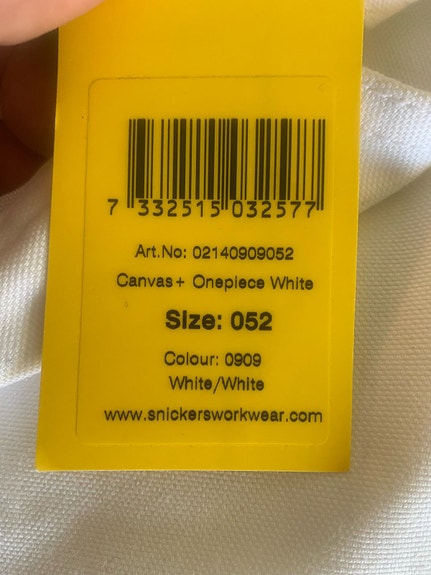 7 332515 032577
Art.No: 02140909052
Canvas+ Onepiece White
Size: 052
Colour: 0909
White/White
www.snickersworkwear.com